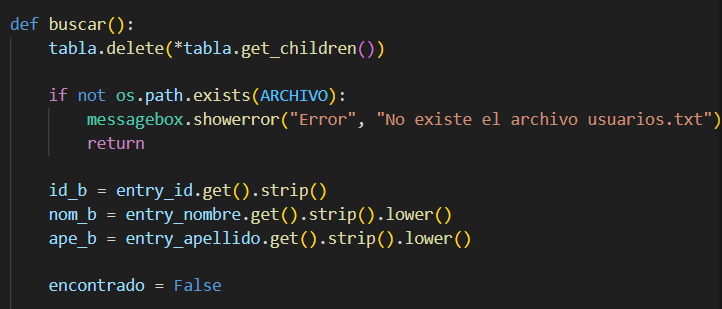 def buscar():
    tabla.delete(*tabla.get_children())
    if not os.path.exists(ARCHIVO):
        messagebox.showerror("Error", "No existe el archivo usuarios.txt")
        return
    id_b = entry_id.get().strip()
    nom_b = entry_nombre.get().strip().lower()
    ape_b = entry_apellido.get().strip().lower()
    encontrado = False